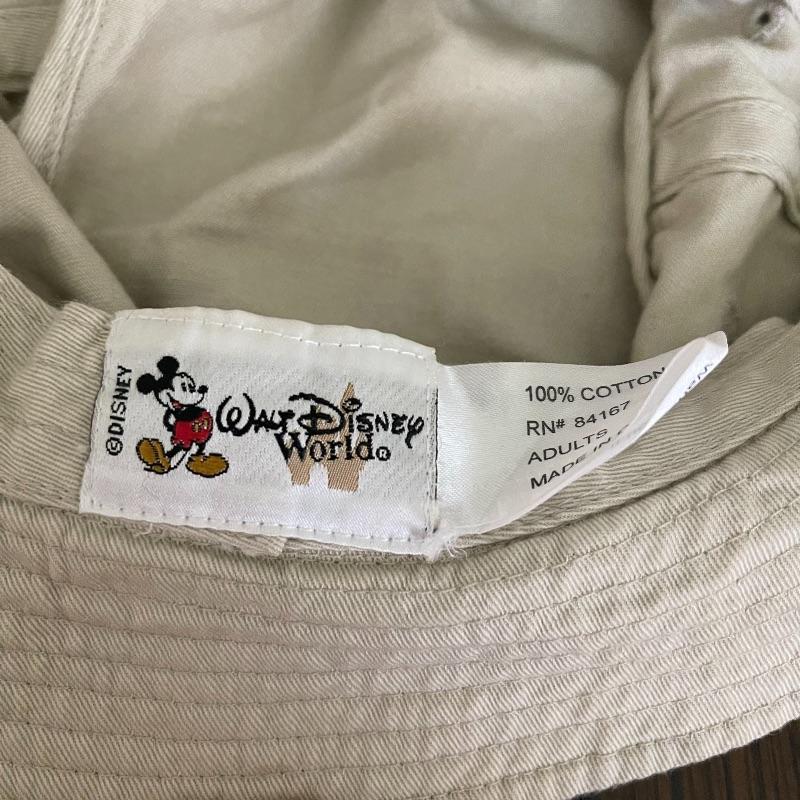 ©DISNEY
WALT DISNEY
World®
100% COTTON
RN# 84167
ADULTS
MADE IN